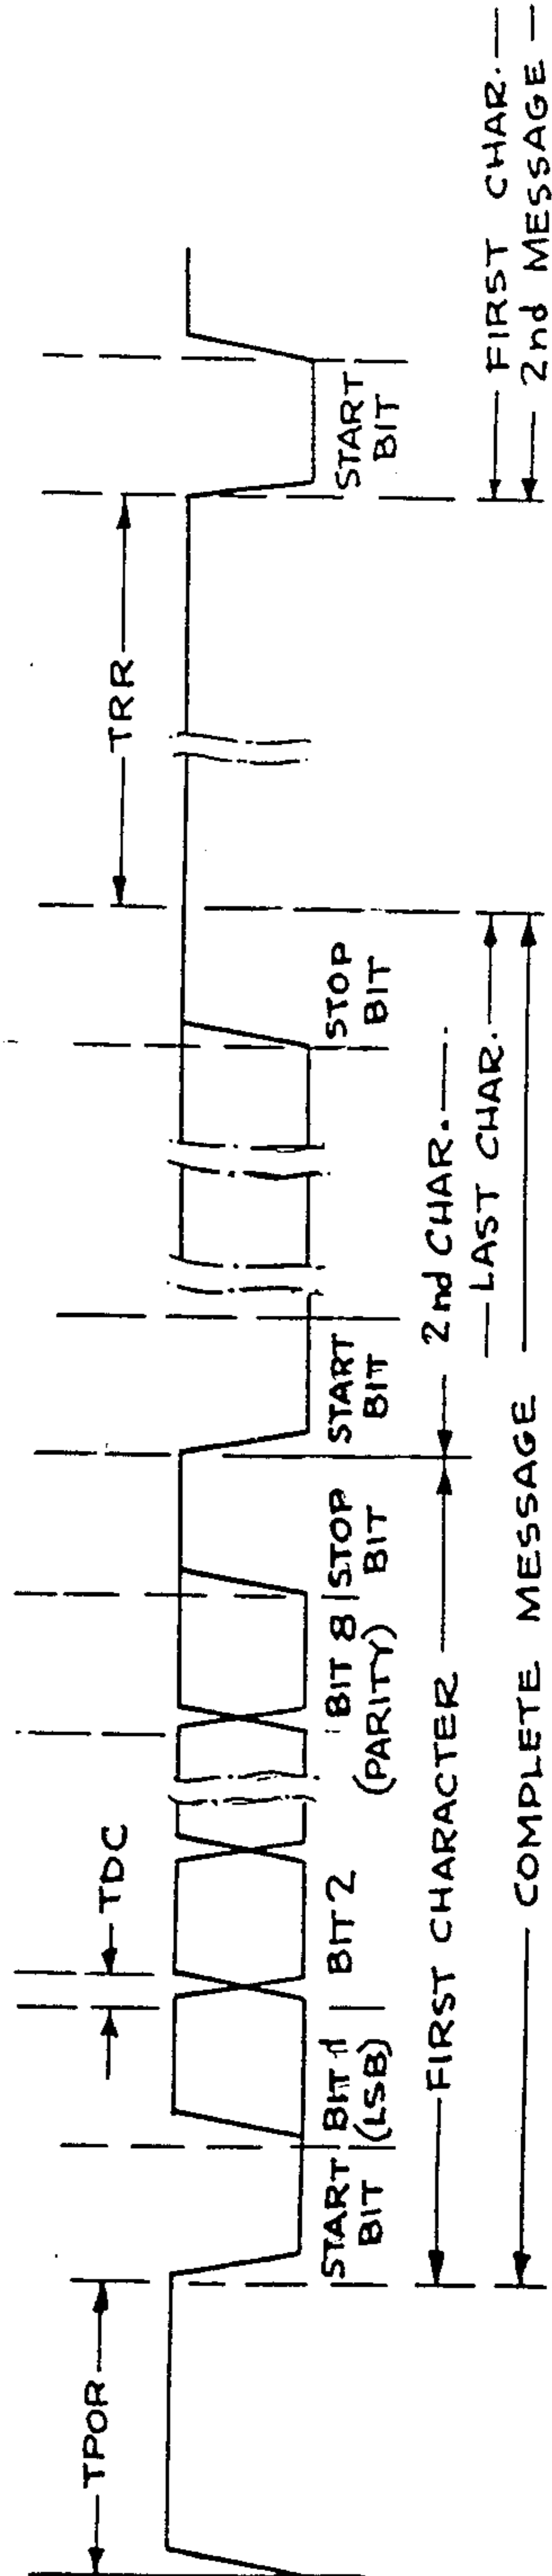 TPOR
TDC
TRR
START
BIT
BIT 1
(LSB)
BIT 2
BIT 8
(PARITY)
STOP
BIT
START
BIT
STOP
BIT
START
BIT
FIRST CHARACTER
2nd CHAR.
LAST CHAR.
COMPLETE MESSAGE
FIRST CHAR.
2nd MESSAGE